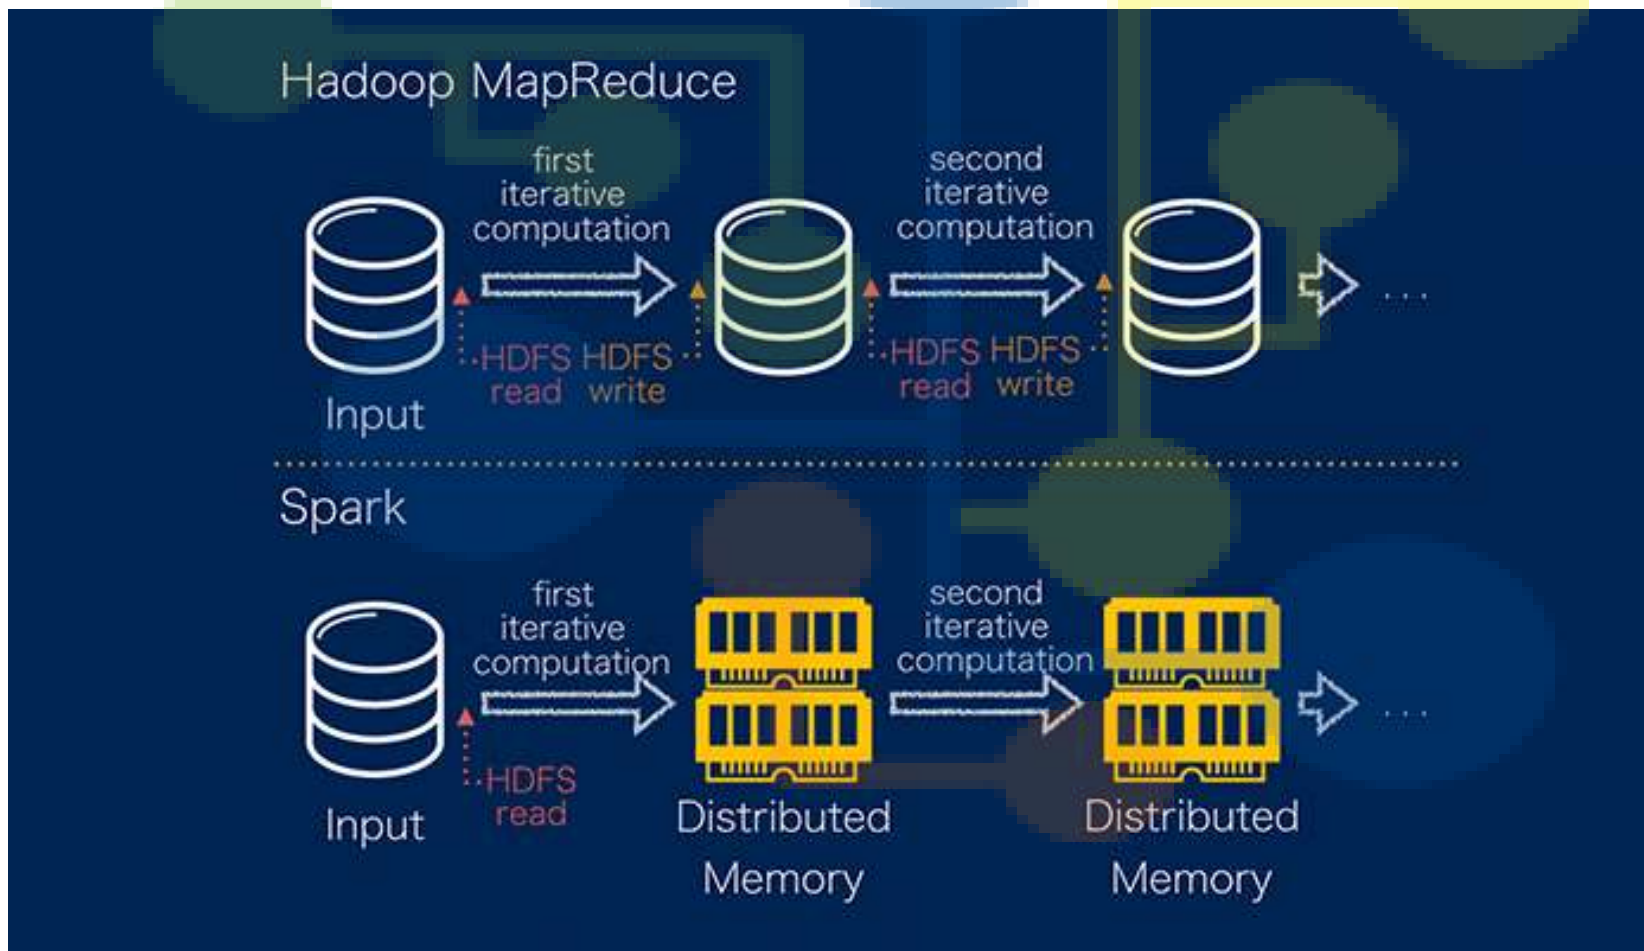 Hadoop MapReduce
first
iterative
computation
second
iterative
computation
HDFS read
HDFS write
HDFS read
HDFS write
Input
...
Spark
first
iterative
computation
second
iterative
computation
HDFS
read
Input
Distributed
Memory
Distributed
Memory
...